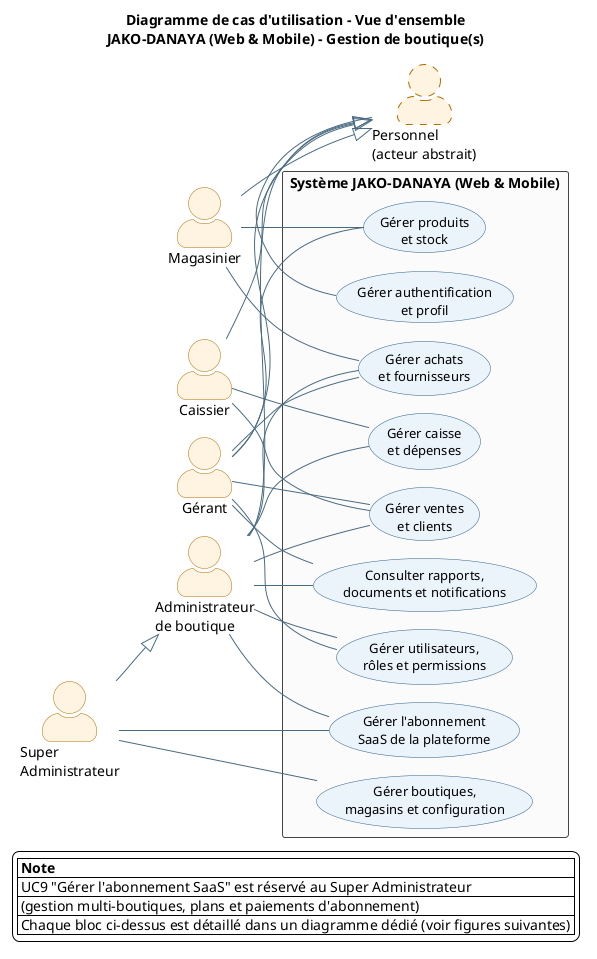 Diagramme de cas d'utilisation - Vue d'ensemble
JAKO-DANAYA (Web & Mobile) - Gestion de boutique(s)
Personnel
(acteur abstrait)
Système JAKO-DANAYA (Web & Mobile)
Magasinier
Gérer produits
et stock
Gérer authentification
et profil
Caissier
Gérer achats
et fournisseurs
Gérer caisse
et dépenses
Gérant
Gérer ventes
et clients
Administrateur
de boutique
Consulter rapports,
documents et notifications
Gérer utilisateurs,
rôles et permissions
Super
Administrateur
Gérer l'abonnement
SaaS de la plateforme
Gérer boutiques,
magasins et configuration
Note
UC9 "Gérer l'abonnement SaaS" est réservé au Super Administrateur
(gestion multi-boutiques, plans et paiements d'abonnement)
Chaque bloc ci-dessus est détaillé dans un diagramme dédié (voir figures suivantes)